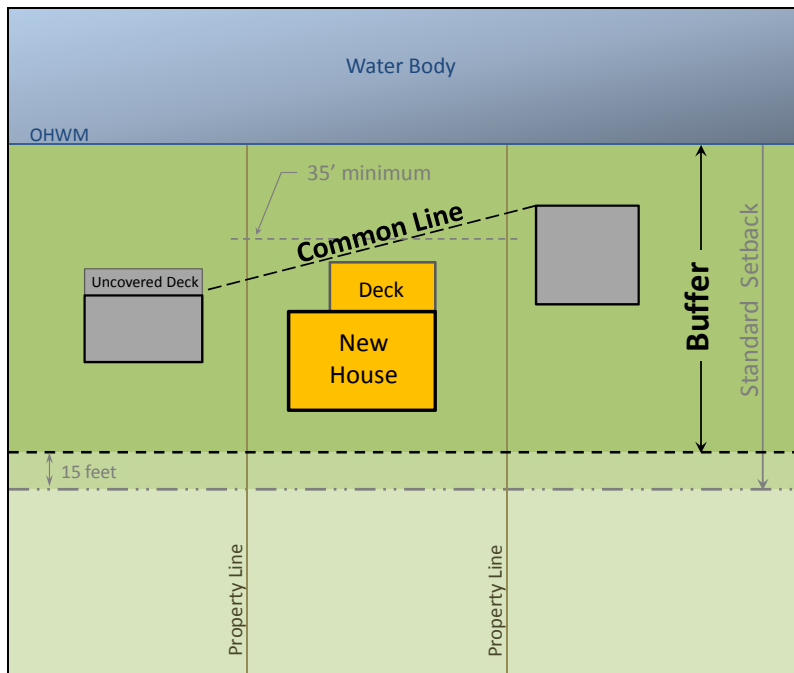 Water Body
OHWM
35’ minimum
Common Line
Uncovered Deck
Deck
New
House
Buffer
Standard Setback
15 feet
Property Line
Property Line